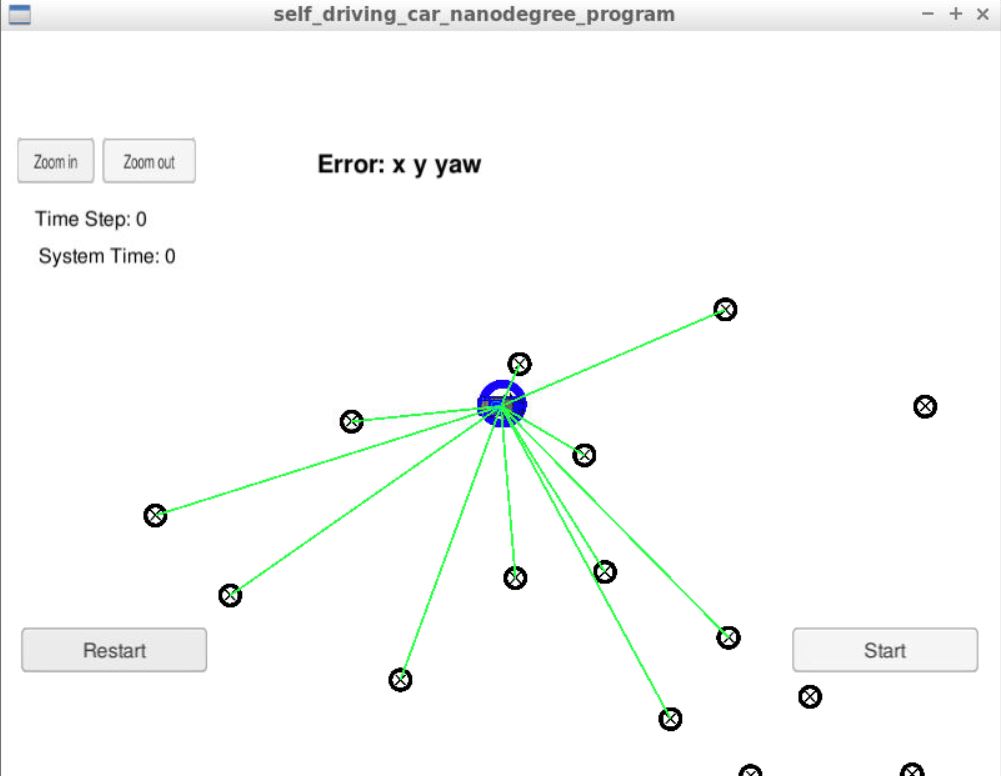 self_driving_car_nanodegree_program
Zoom in
Zoom out
Error: x y yaw
Time Step: 0
System Time: 0
Restart
Start